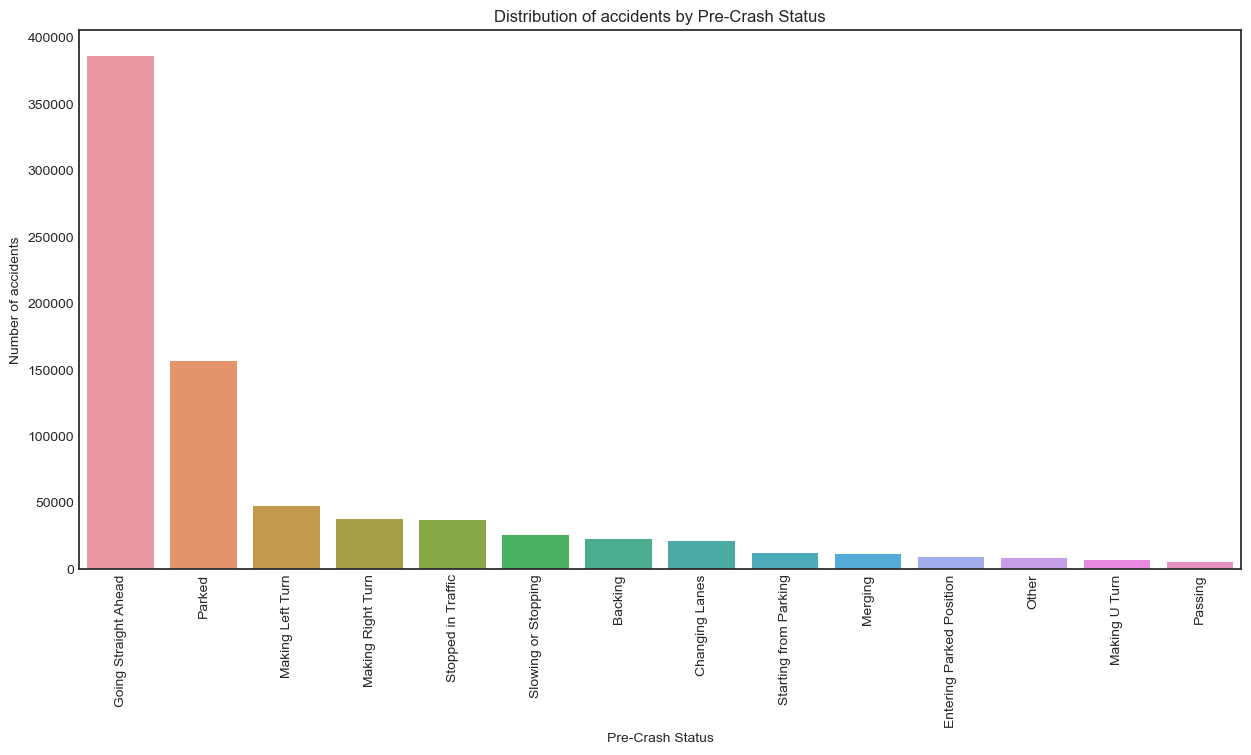 Distribution of accidents by Pre-Crash Status
Number of accidents
400000
350000
300000
250000
200000
150000
100000
50000
0
Going Straight Ahead
Parked
Making Left Turn
Making Right Turn
Stopped in Traffic
Slowing or Stopping
Backing
Changing Lanes
Starting from Parking
Merging
Entering Parked Position
Other
Making U Turn
Passing
Pre-Crash Status